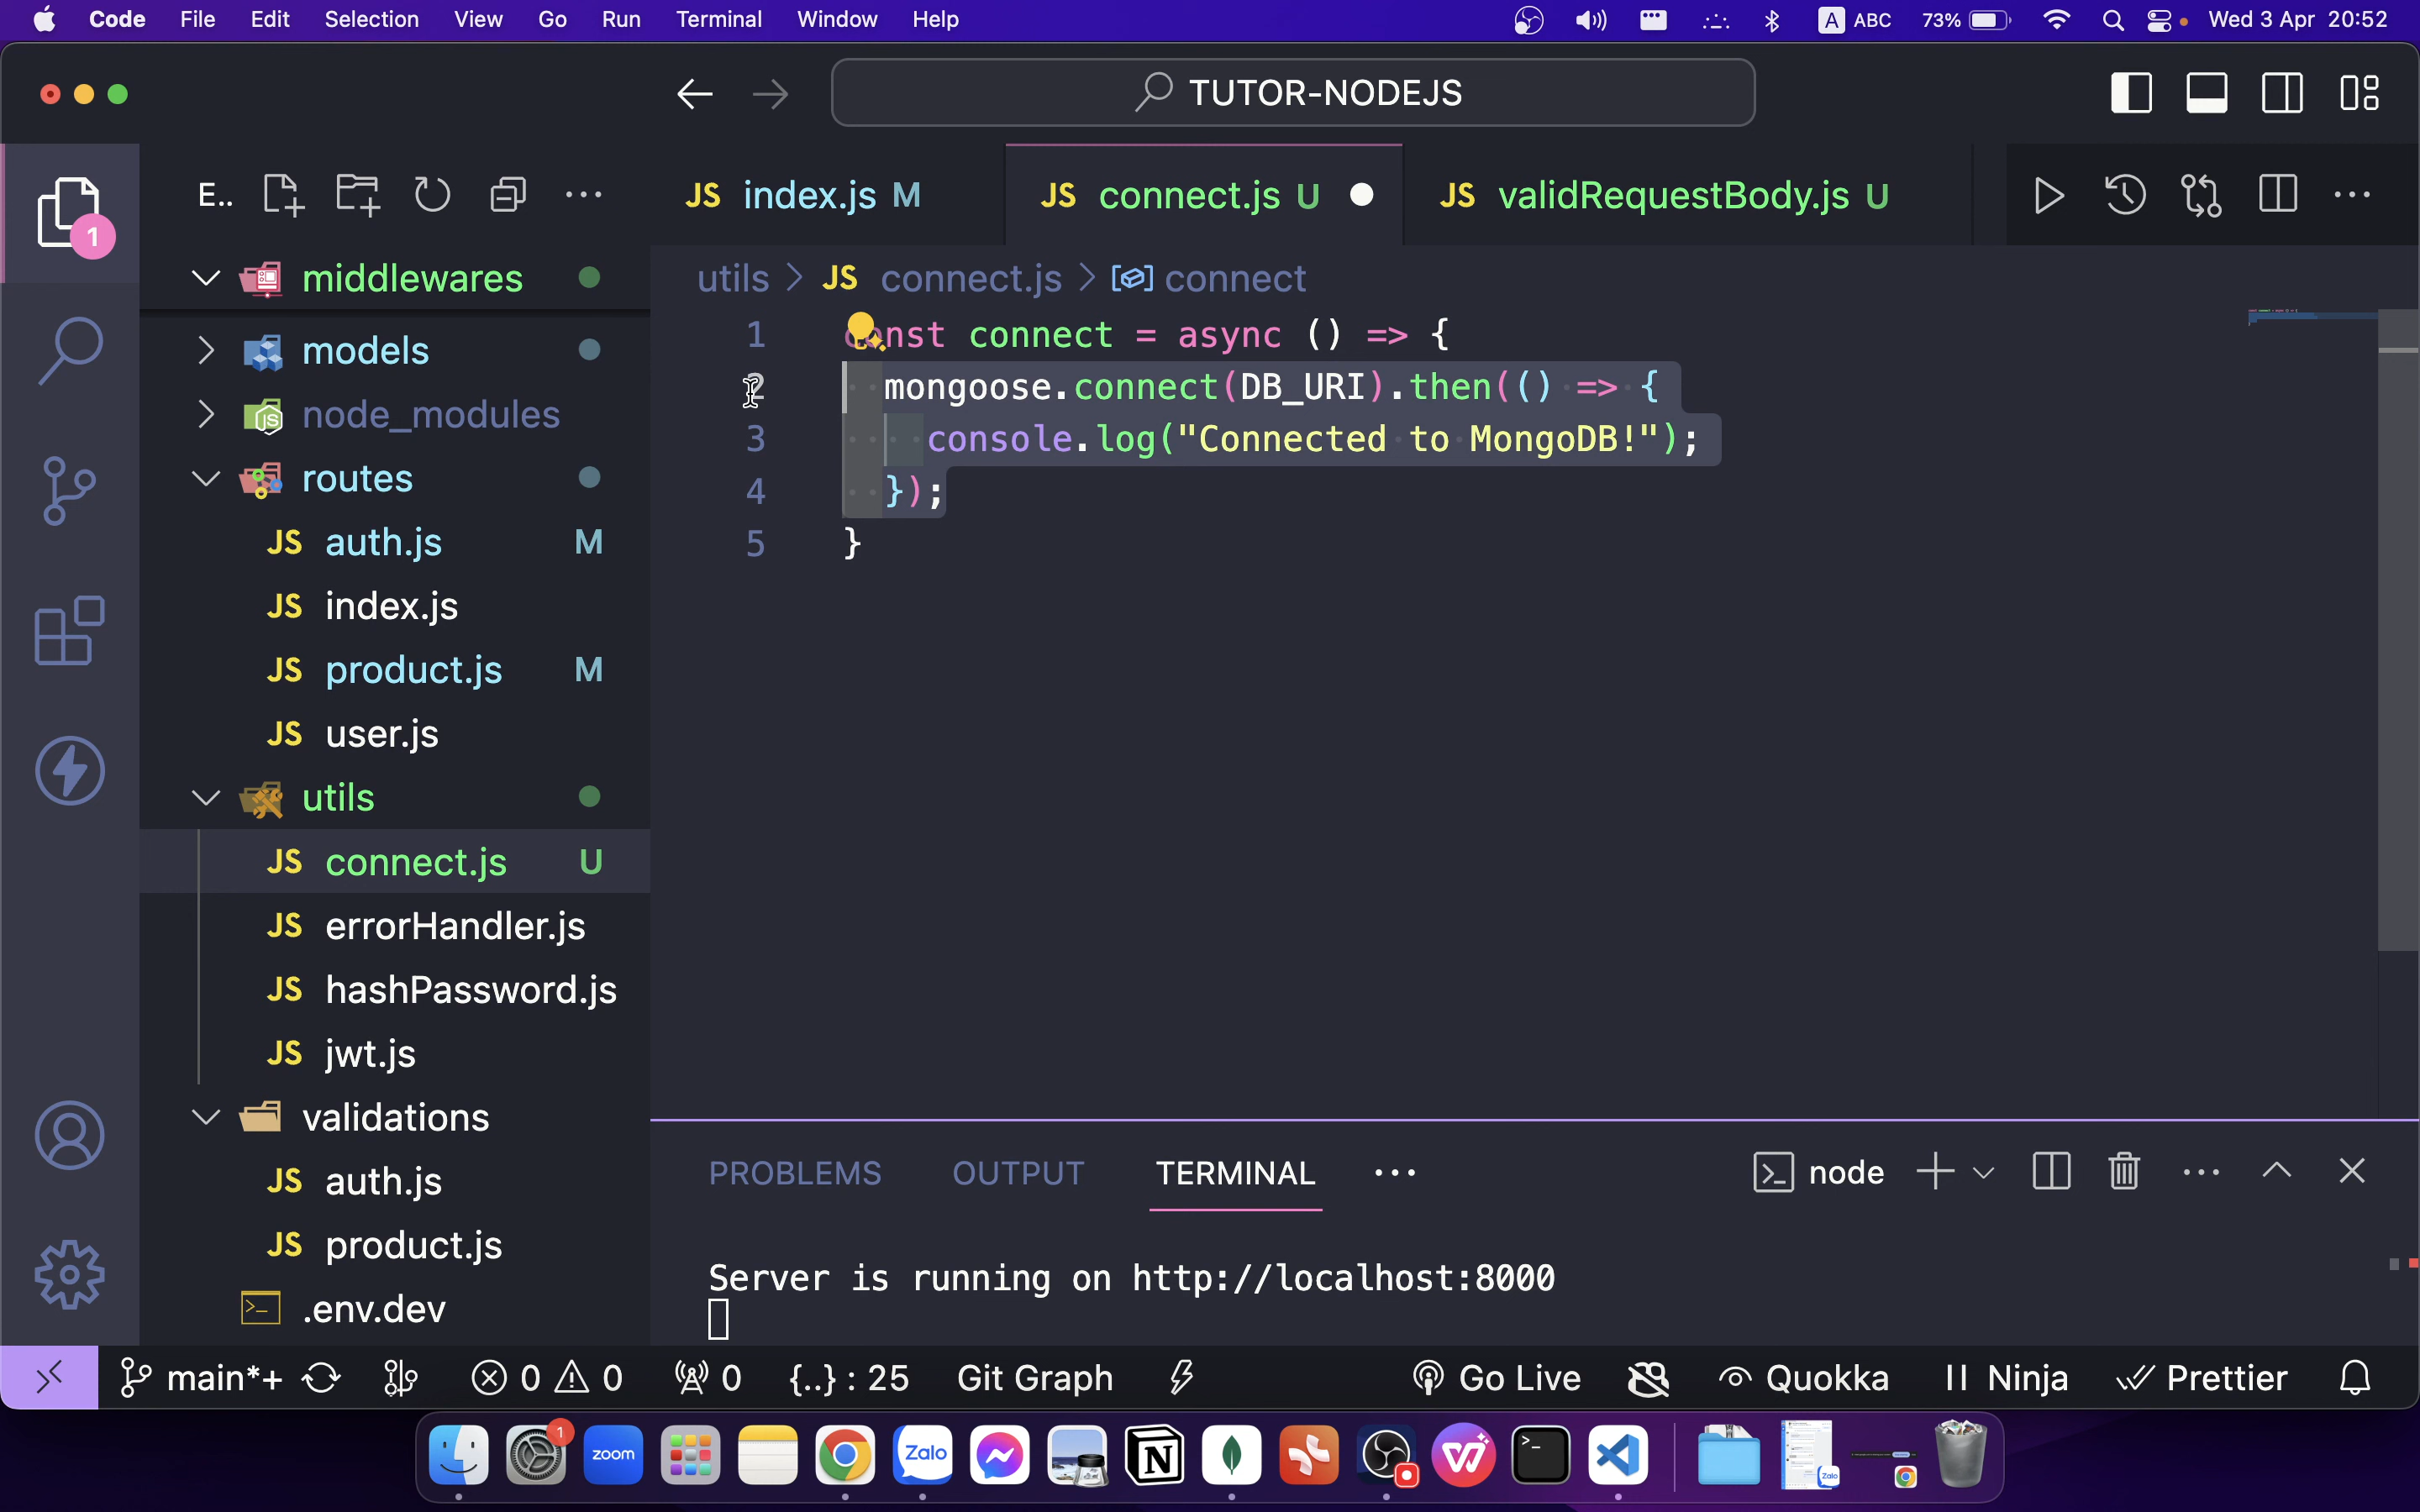 Code File Edit Selection View Go Run Terminal Window Help A ABC 73% Wed 3 Apr 20:52
TUTOR-NODEJS
E.. JS index.js M JS connect.js U JS validRequestBody.js U
1
utils > JS connect.js > connect
middlewares
models
node_modules
routes
JS auth.js M
JS index.js
JS product.js M
JS user.js
utils
JS connect.js U
JS errorHandler.js
JS hashPassword.js
JS jwt.js
validations
JS auth.js
JS product.js
.env.dev
1 const connect = async () => {
2 mongoose.connect(DB_URI).then(() => {
3 console.log("Connected to MongoDB!");
4 });
5 }
PROBLEMS OUTPUT TERMINAL ··· node
Server is running on http://localhost:8000
main*+ 0 0 0 {..} : 25 Git Graph Go Live Quokka Ninja Prettier
1 zoom Zalo